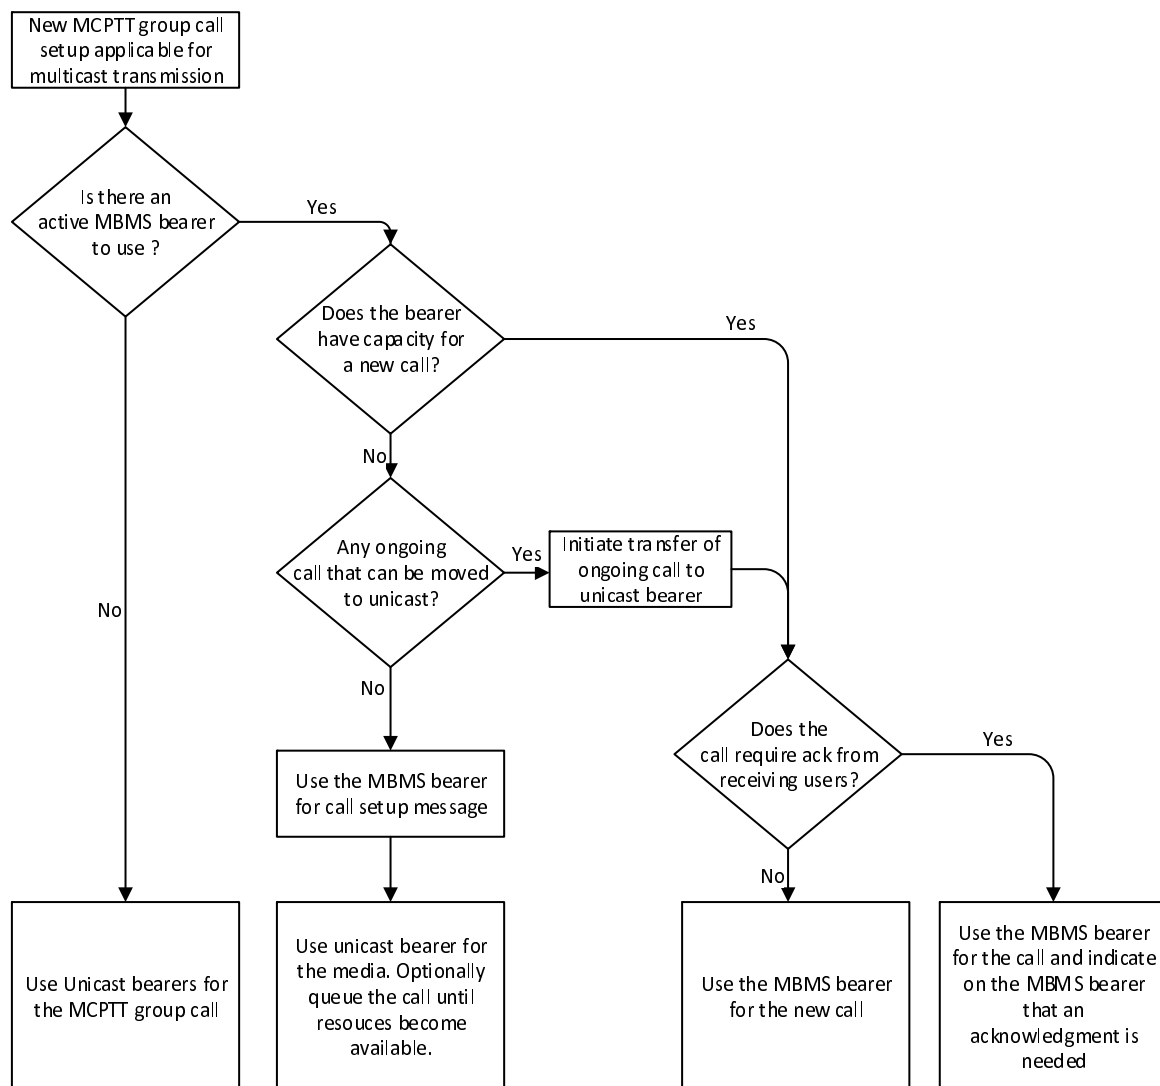 New MCPTT group call
setup applicable for
multicast transmission
Is there an
active MBMS bearer
to use ?
Yes
Does the bearer
have capacity for
a new call?
Yes
No
Any ongoing
call that can be moved
to unicast?
Yes
Initiate transfer of
ongoing call to
unicast bearer
No
No
Does the
call require ack from
receiving users?
Yes
Use the MBMS bearer
for call setup message
No
Use Unicast bearers for
the MCPTT group call
Use unicast bearer for
the media. Optionally
queue the call until
resouces become
available.
Use the MBMS bearer
for the new call
Use the MBMS bearer
for the call and indicate
on the MBMS bearer
that an
acknowledgment is
needed